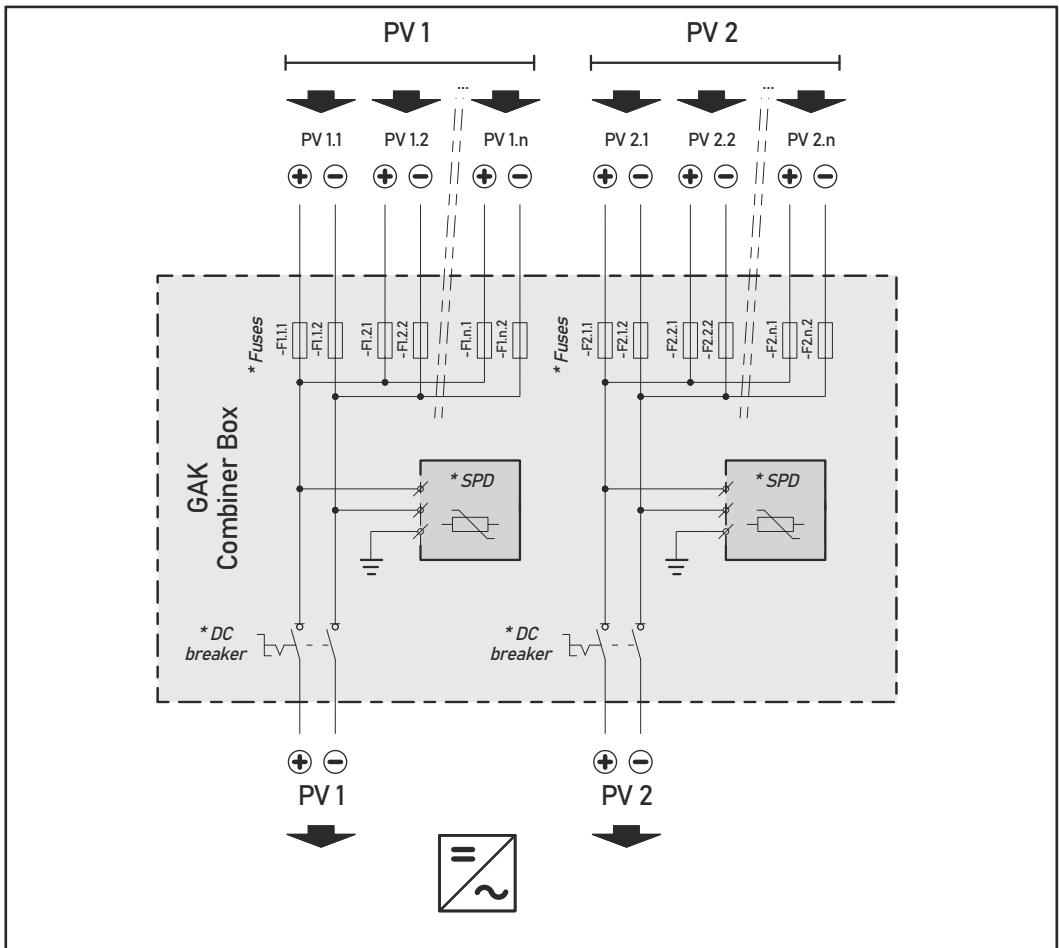 PV 1
PV 2
...
...
PV 1.1
PV 1.2
PV 1.n
PV 2.1
PV 2.2
PV 2.n
+ − + − + − + − + − + −
* Fuses
-F1.1.1
-F1.1.2
-F1.2.1
-F1.2.2
-F1.n.1
-F1.n.2
* Fuses
-F2.1.1
-F2.1.2
-F2.2.1
-F2.2.2
-F2.n.1
-F2.n.2
GAK
Combiner Box
* SPD
* SPD
* DC
breaker
* DC
breaker
+ − + −
PV 1
PV 2